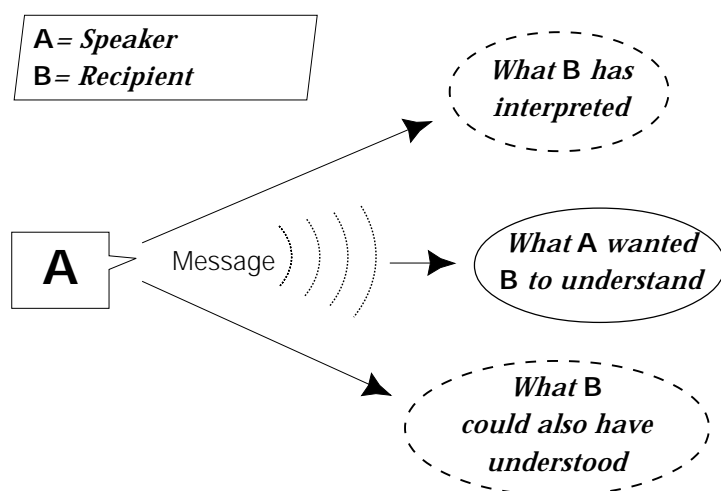 A= Speaker
B= Recipient
What B has
interpreted
A
Message
What A wanted
B to understand
What B
could also have
understood